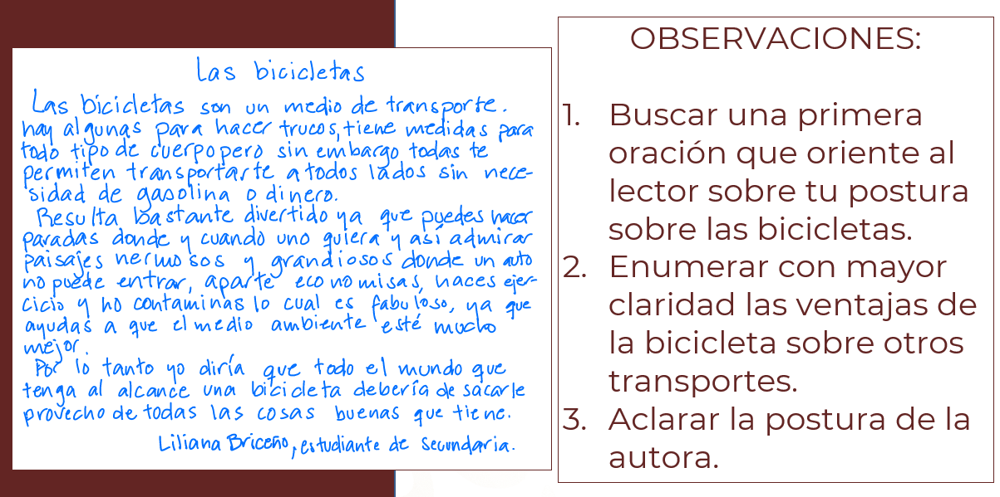 Las bicicletas
Las bicicletas son un medio de transporte.
hay algunas para hacer trucos, tiene medidas para
todo tipo de cuerpo pero sin embargo todas te
permiten transportarte a todos lados sin nece-
sidad de gasolina o dinero.
Resulta bastante divertido ya que puedes hacer
paradas donde y cuando uno quiera y así admirar
paisajes hermosos y grandiosos donde un auto
no puede entrar, aparte economisas, haces ejer-
cicio y no contaminas lo cual es fabuloso, ya que
ayudas a que el medio ambiente esté mucho
mejor.
Por lo tanto yo diría que todo el mundo que
tenga al alcance una bicicleta debería de sacarle
provecho de todas las cosas buenas que tiene.
Liliana Briceño, estudiante de secundaria.
OBSERVACIONES:
1. Buscar una primera
oración que oriente al
lector sobre tu postura
sobre las bicicletas.
2. Enumerar con mayor
claridad las ventajas de
la bicicleta sobre otros
transportes.
3. Aclarar la postura de la
autora.